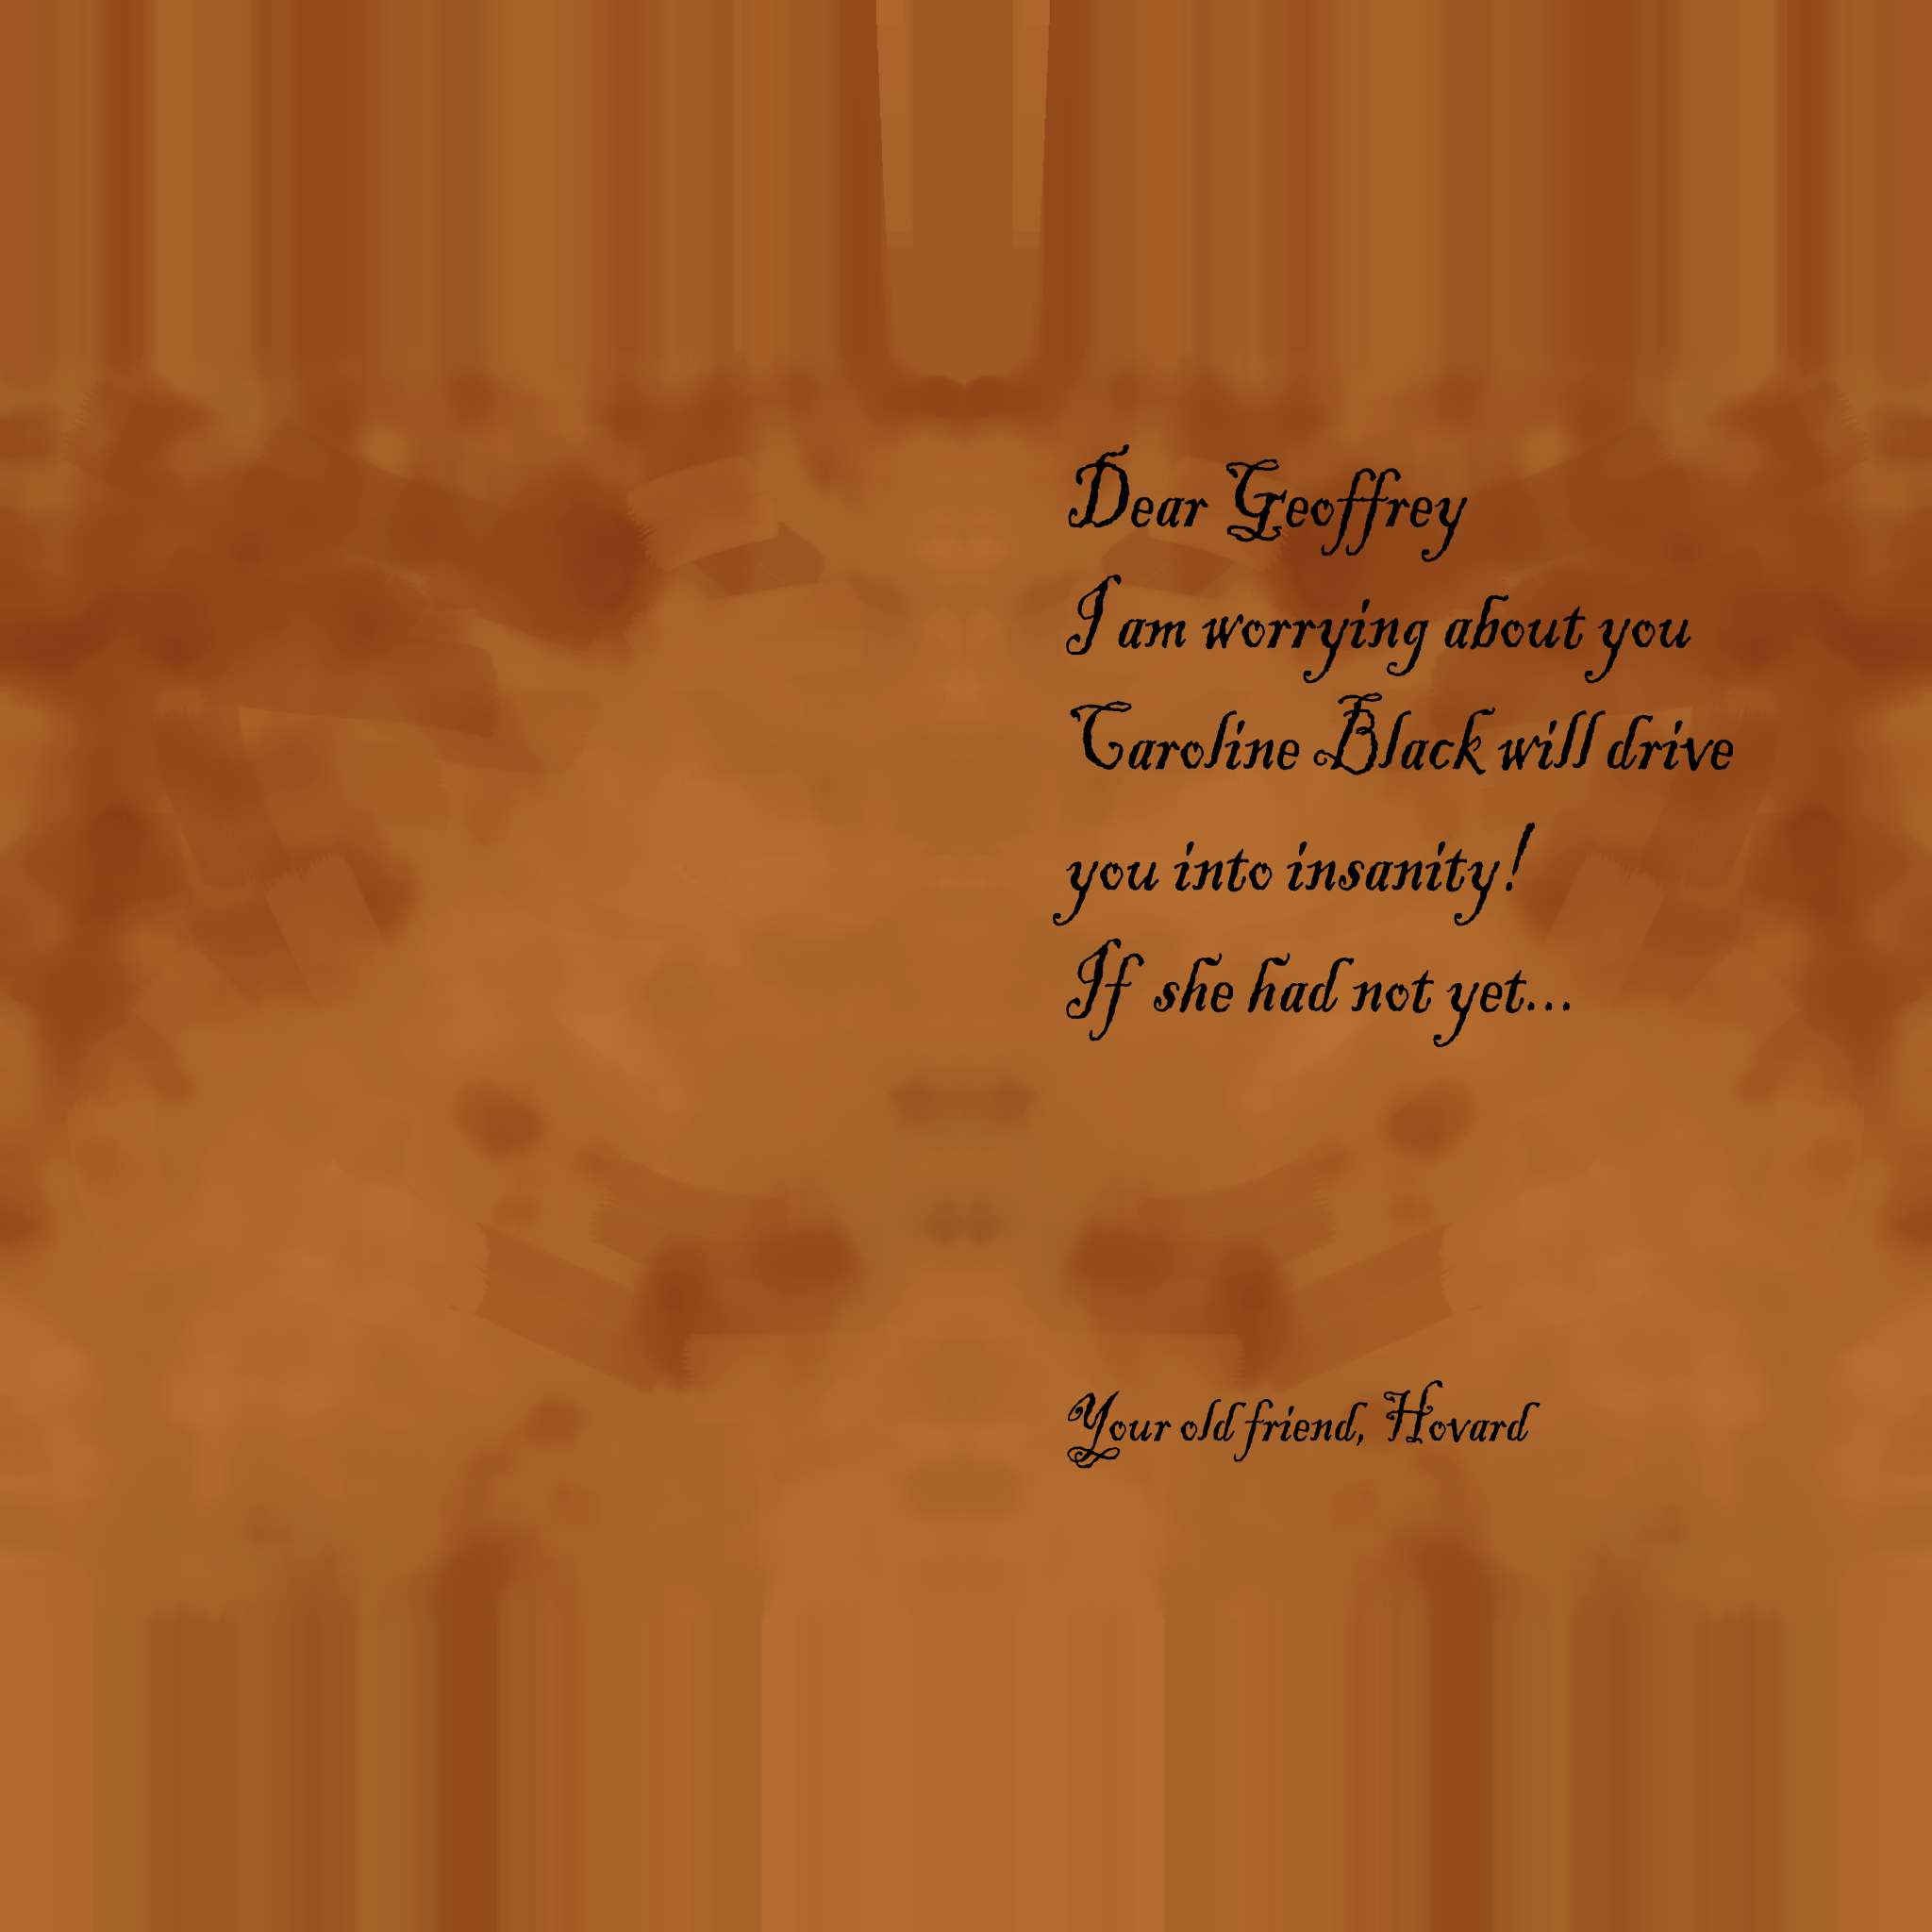 Dear Geoffrey
I am worrying about you
Caroline Black will drive
you into insanity!
If she had not yet...
Your old friend, Hovard